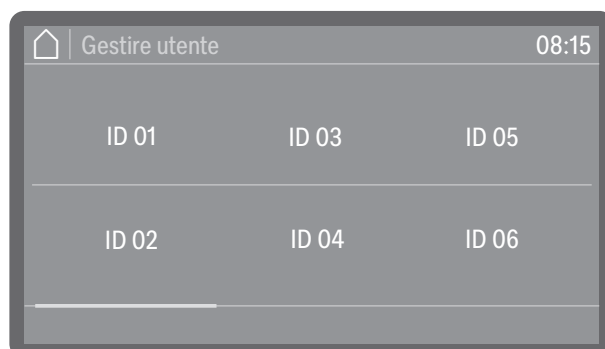 Gestire utente 08:15
ID 01 ID 03 ID 05
ID 02 ID 04 ID 06